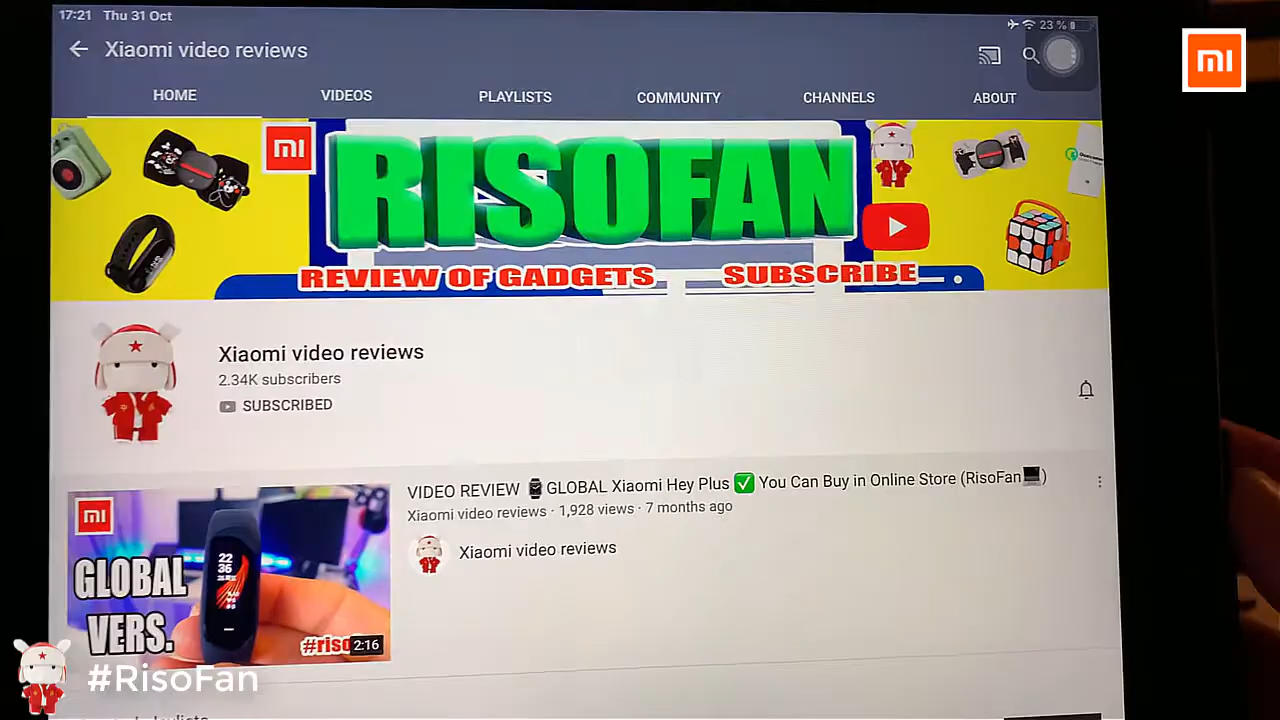 17:21 Thu 31 Oct
23 %
Xiaomi video reviews
HOME
VIDEOS
PLAYLISTS
COMMUNITY
CHANNELS
ABOUT
mi
mi
RISOFAN
REVIEW OF GADGETS
SUBSCRIBE
Xiaomi video reviews
2.34K subscribers
SUBSCRIBED
VIDEO REVIEW ⌚GLOBAL Xiaomi Hey Plus ✅ You Can Buy in Online Store (RisoFan💻)
Xiaomi video reviews · 1,928 views · 7 months ago
Xiaomi video reviews
mi
GLOBAL
VERS.
22
36
#riso
2:16
#RisoFan